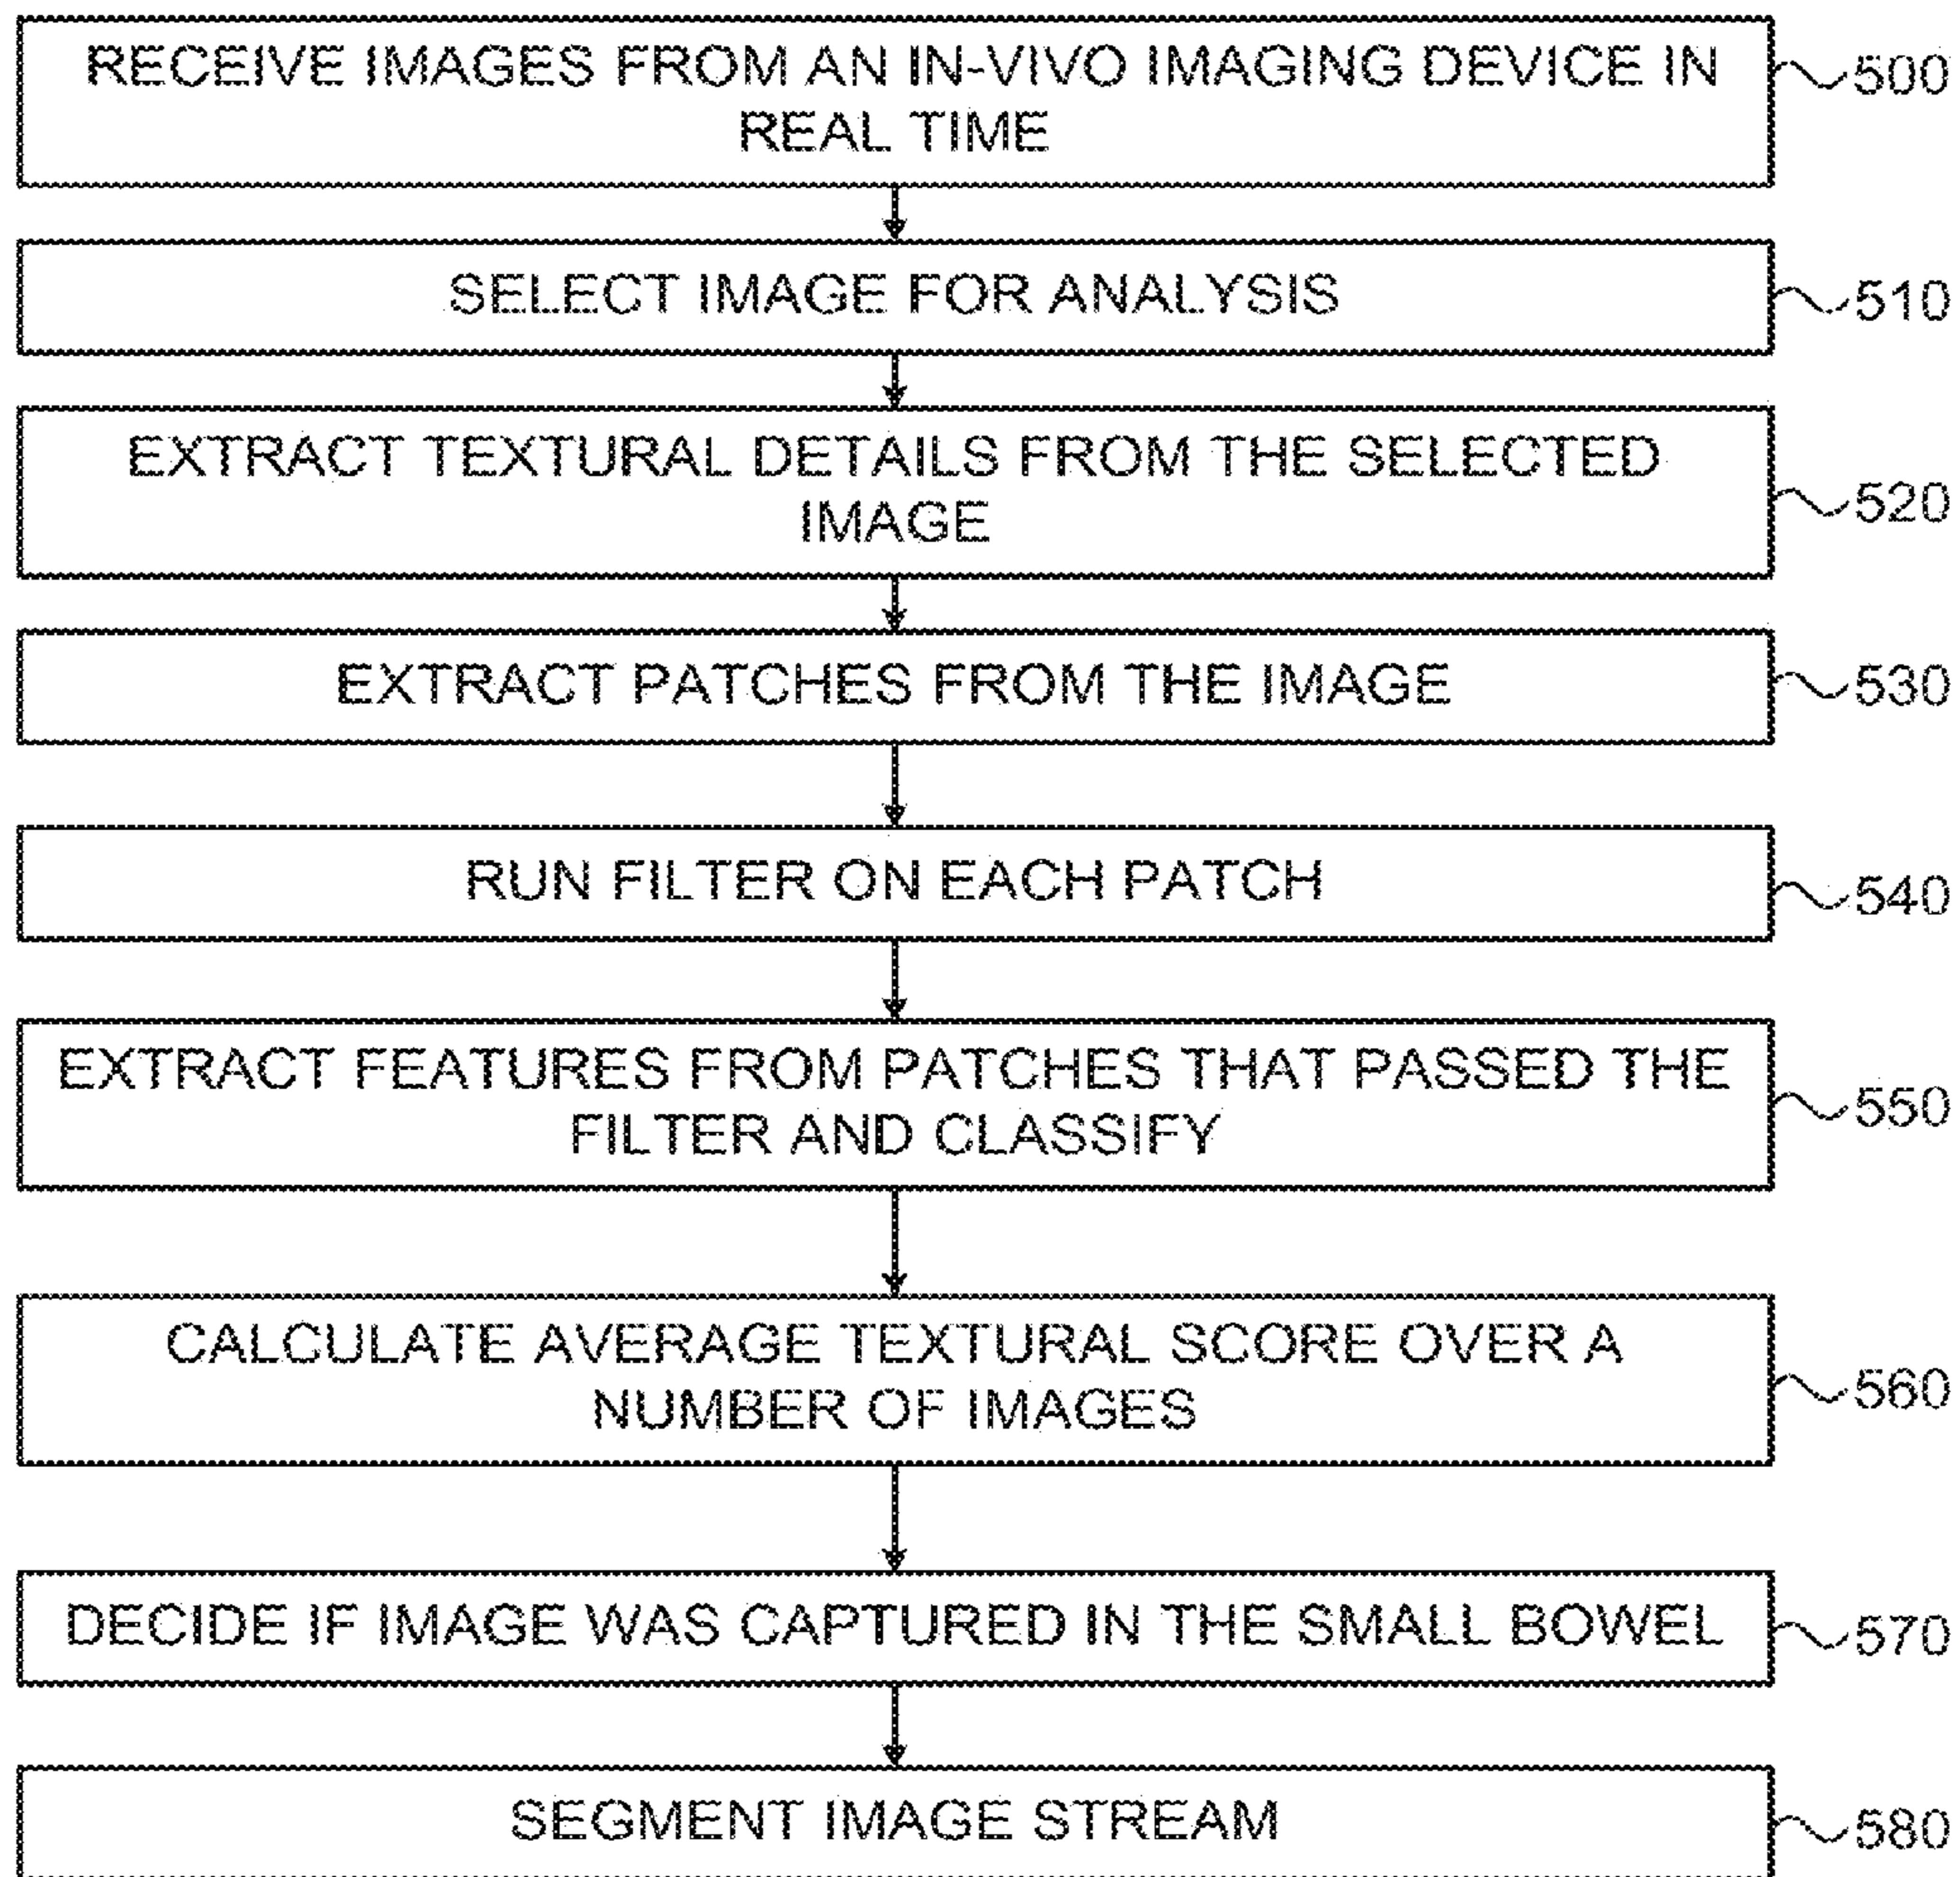 RECEIVE IMAGES FROM AN IN-VIVO IMAGING DEVICE IN
REAL TIME
500
SELECT IMAGE FOR ANALYSIS
510
EXTRACT TEXTURAL DETAILS FROM THE SELECTED
IMAGE
520
EXTRACT PATCHES FROM THE IMAGE
530
RUN FILTER ON EACH PATCH
540
EXTRACT FEATURES FROM PATCHES THAT PASSED THE
FILTER AND CLASSIFY
550
CALCULATE AVERAGE TEXTURAL SCORE OVER A
NUMBER OF IMAGES
560
DECIDE IF IMAGE WAS CAPTURED IN THE SMALL BOWEL
570
SEGMENT IMAGE STREAM
580